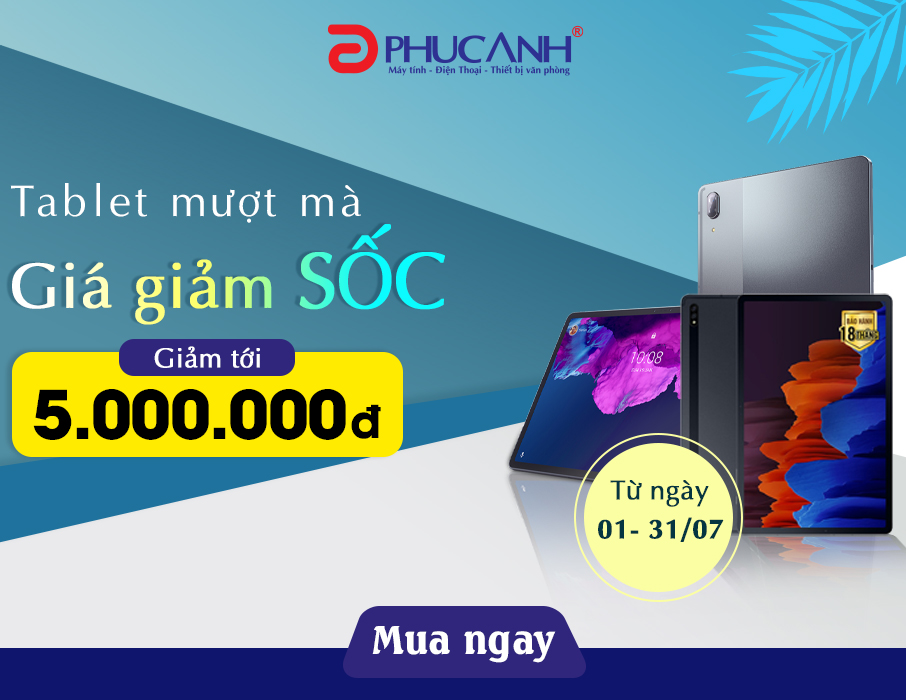 PHUCANH®
Máy tính - Điện Thoại - Thiết bị văn phòng
Tablet mượt mà
Giá giảm SỐC
Giảm tới
5.000.000đ
10:08
BẢO HÀNH
18 THÁNG
Từ ngày
01- 31/07
Mua ngay